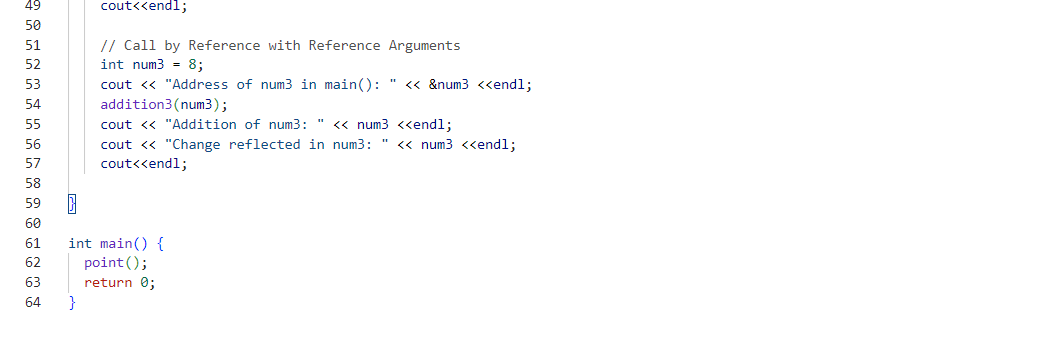 49 cout<<endl;
50
51 // Call by Reference with Reference Arguments
52 int num3 = 8;
53 cout << "Address of num3 in main(): " << &num3 <<endl;
54 addition3(num3);
55 cout << "Addition of num3: " << num3 <<endl;
56 cout << "Change reflected in num3: " << num3 <<endl;
57 cout<<endl;
58
59 }
60
61 int main() {
62 point();
63 return 0;
64 }